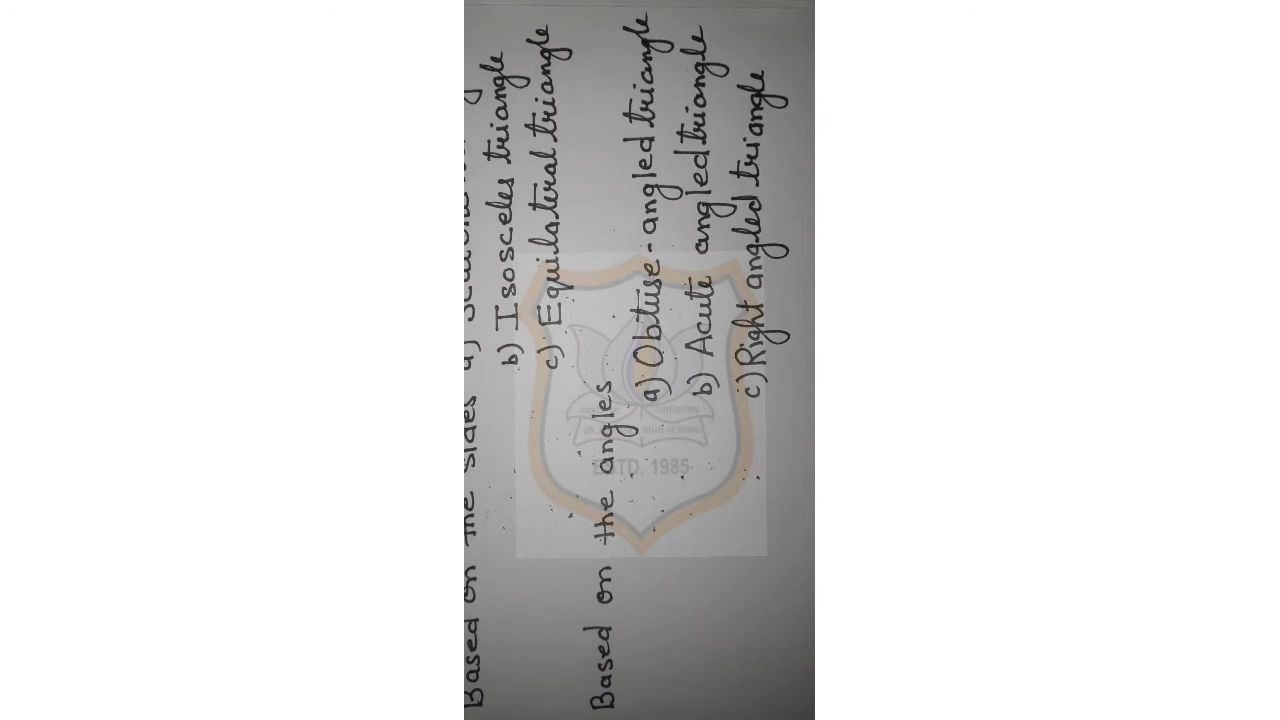 Based on the sides a)
b) Isosceles triangle
c) Equilateral triangle
Based on the angles
a) Obtuse-angled triangle
b) Acute angled triangle
c) Right angled triangle
ESTD. 1985